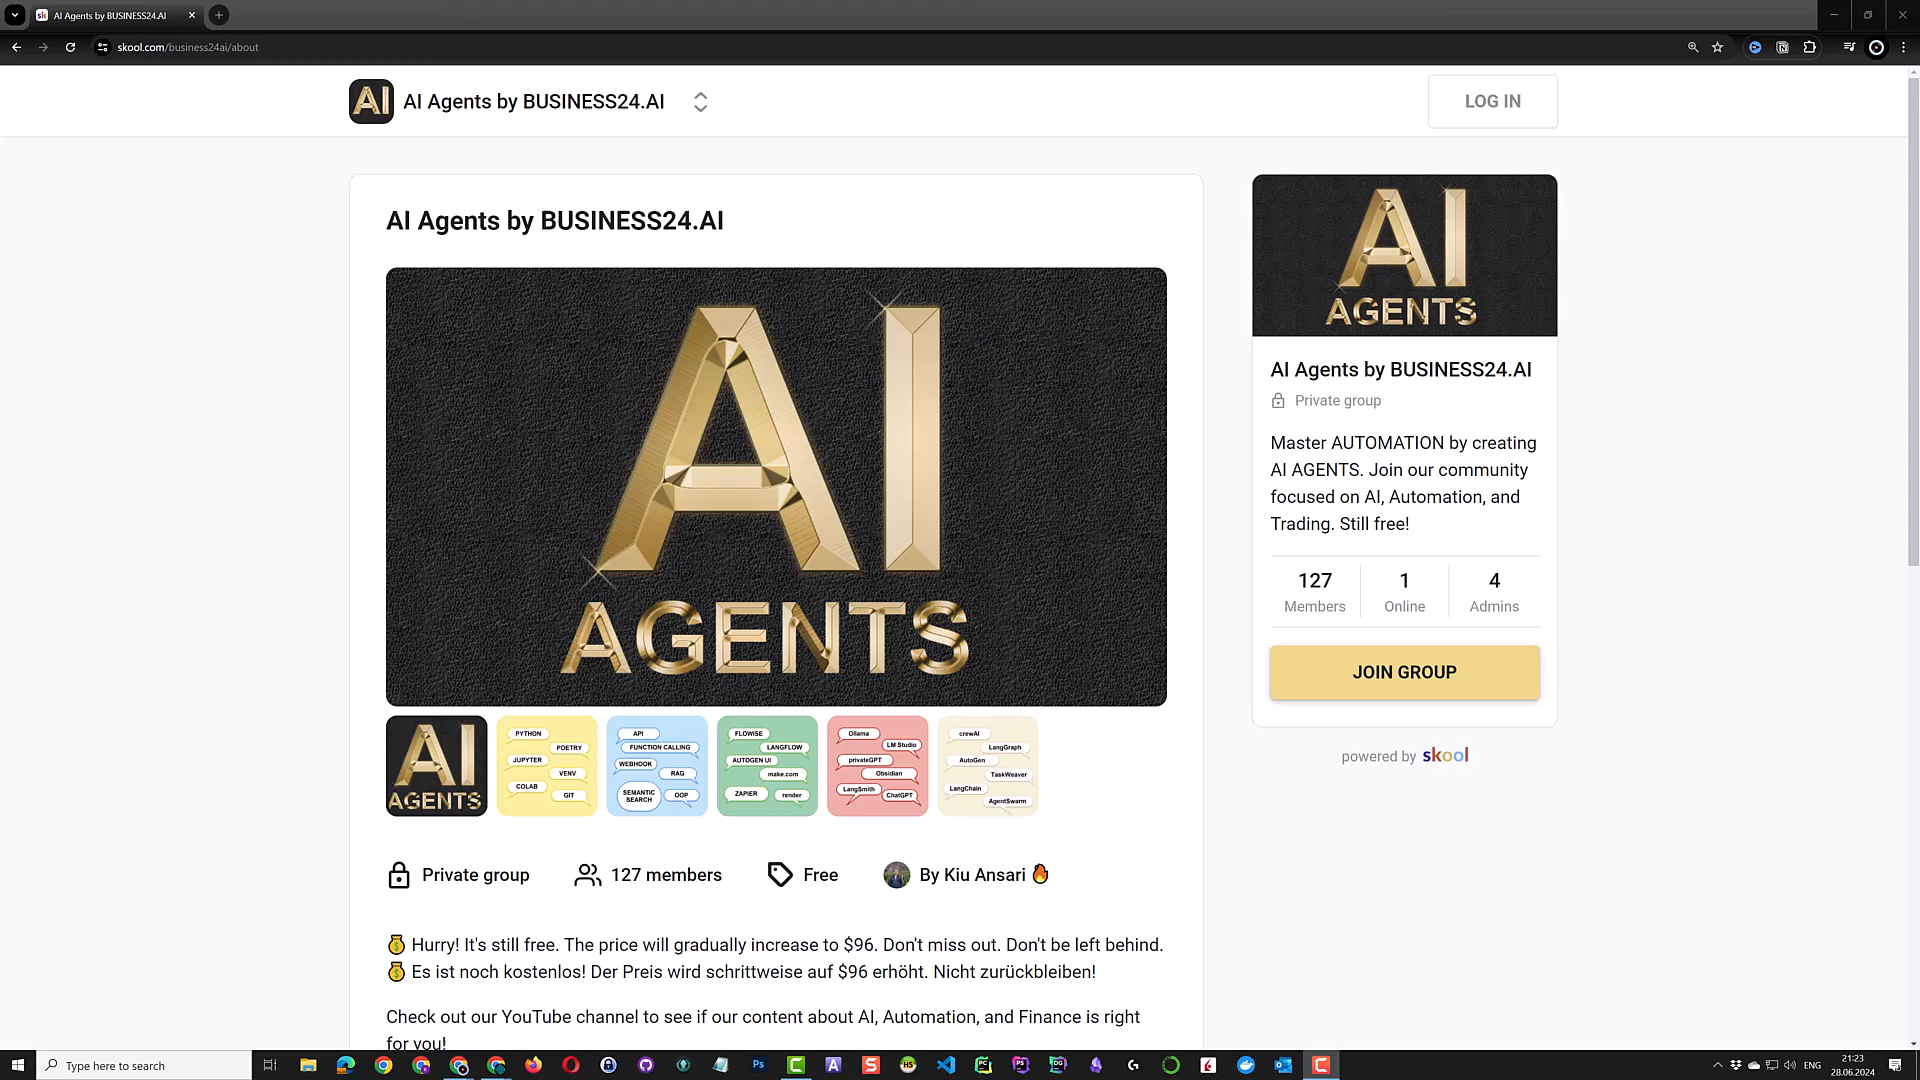 AI Agents by BUSINESS24.AI
skool.com/business24ai/about
AI
AI Agents by BUSINESS24.AI
LOG IN
AI Agents by BUSINESS24.AI
AI
AGENTS
AI
AGENTS
PYTHON
POETRY
JUPYTER
VENV
COLAB
GIT
API
FUNCTION CALLING
WEBHOOK
RAG
SEMANTIC
SEARCH
OOP
FLOWISE
LANGFLOW
AUTOGEN UI
make.com
ZAPIER
render
Ollama
LM Studio
privateGPT
Obsidian
LangSmith
ChatGPT
crewAI
LangGraph
AutoGen
TaskWeaver
LangChain
AgentSwarm
Private group
127 members
Free
By Kiu Ansari 🔥
💰 Hurry! It's still free. The price will gradually increase to $96. Don't miss out. Don't be left behind.
💰 Es ist noch kostenlos! Der Preis wird schrittweise auf $96 erhöht. Nicht zurückbleiben!
Check out our YouTube channel to see if our content about AI, Automation, and Finance is right
for you!
AI
AGENTS
AI Agents by BUSINESS24.AI
Private group
Master AUTOMATION by creating
AI AGENTS. Join our community
focused on AI, Automation, and
Trading. Still free!
127 Members
1 Online
4 Admins
JOIN GROUP
powered by skool
Type here to search
ENG
21:23
28.06.2024